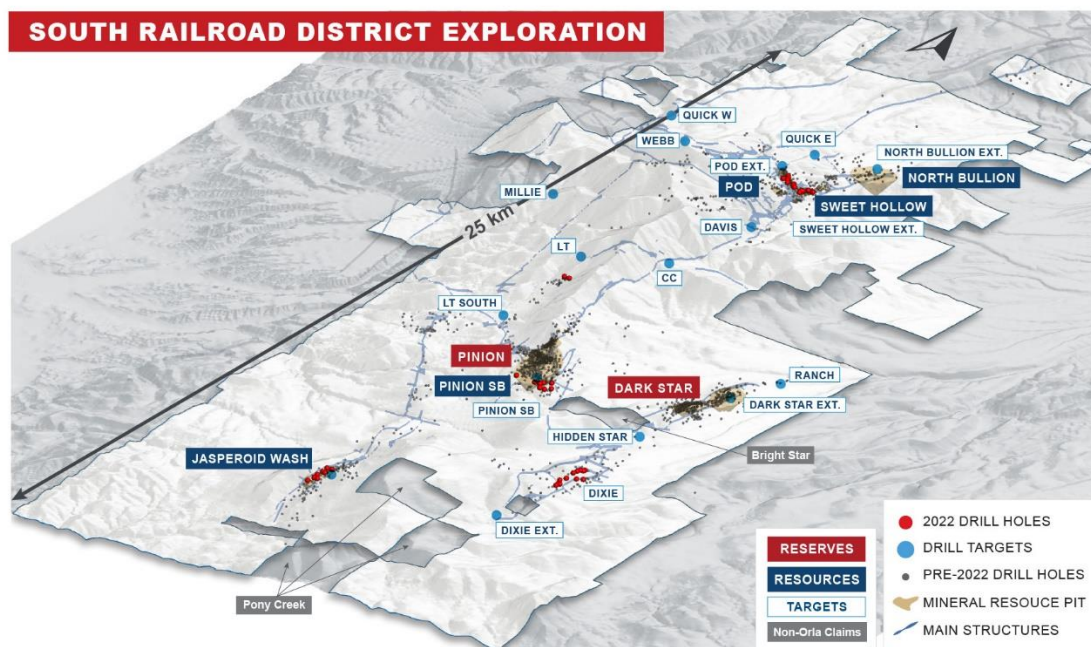 SOUTH RAILROAD DISTRICT EXPLORATION
QUICK W
WEBB
QUICK E
POD EXT.
NORTH BULLION EXT.
POD
NORTH BULLION
MILLIE
SWEET HOLLOW
25 km
DAVIS
SWEET HOLLOW EXT.
LT
CC
LT SOUTH
PINION
PINION SB
DARK STAR
RANCH
PINION SB
DARK STAR EXT.
HIDDEN STAR
Bright Star
JASPEROID WASH
DIXIE
DIXIE EXT.
Pony Creek
RESERVES
RESOURCES
TARGETS
Non-Orla Claims
2022 DRILL HOLES
DRILL TARGETS
PRE-2022 DRILL HOLES
MINERAL RESOUCE PIT
MAIN STRUCTURES